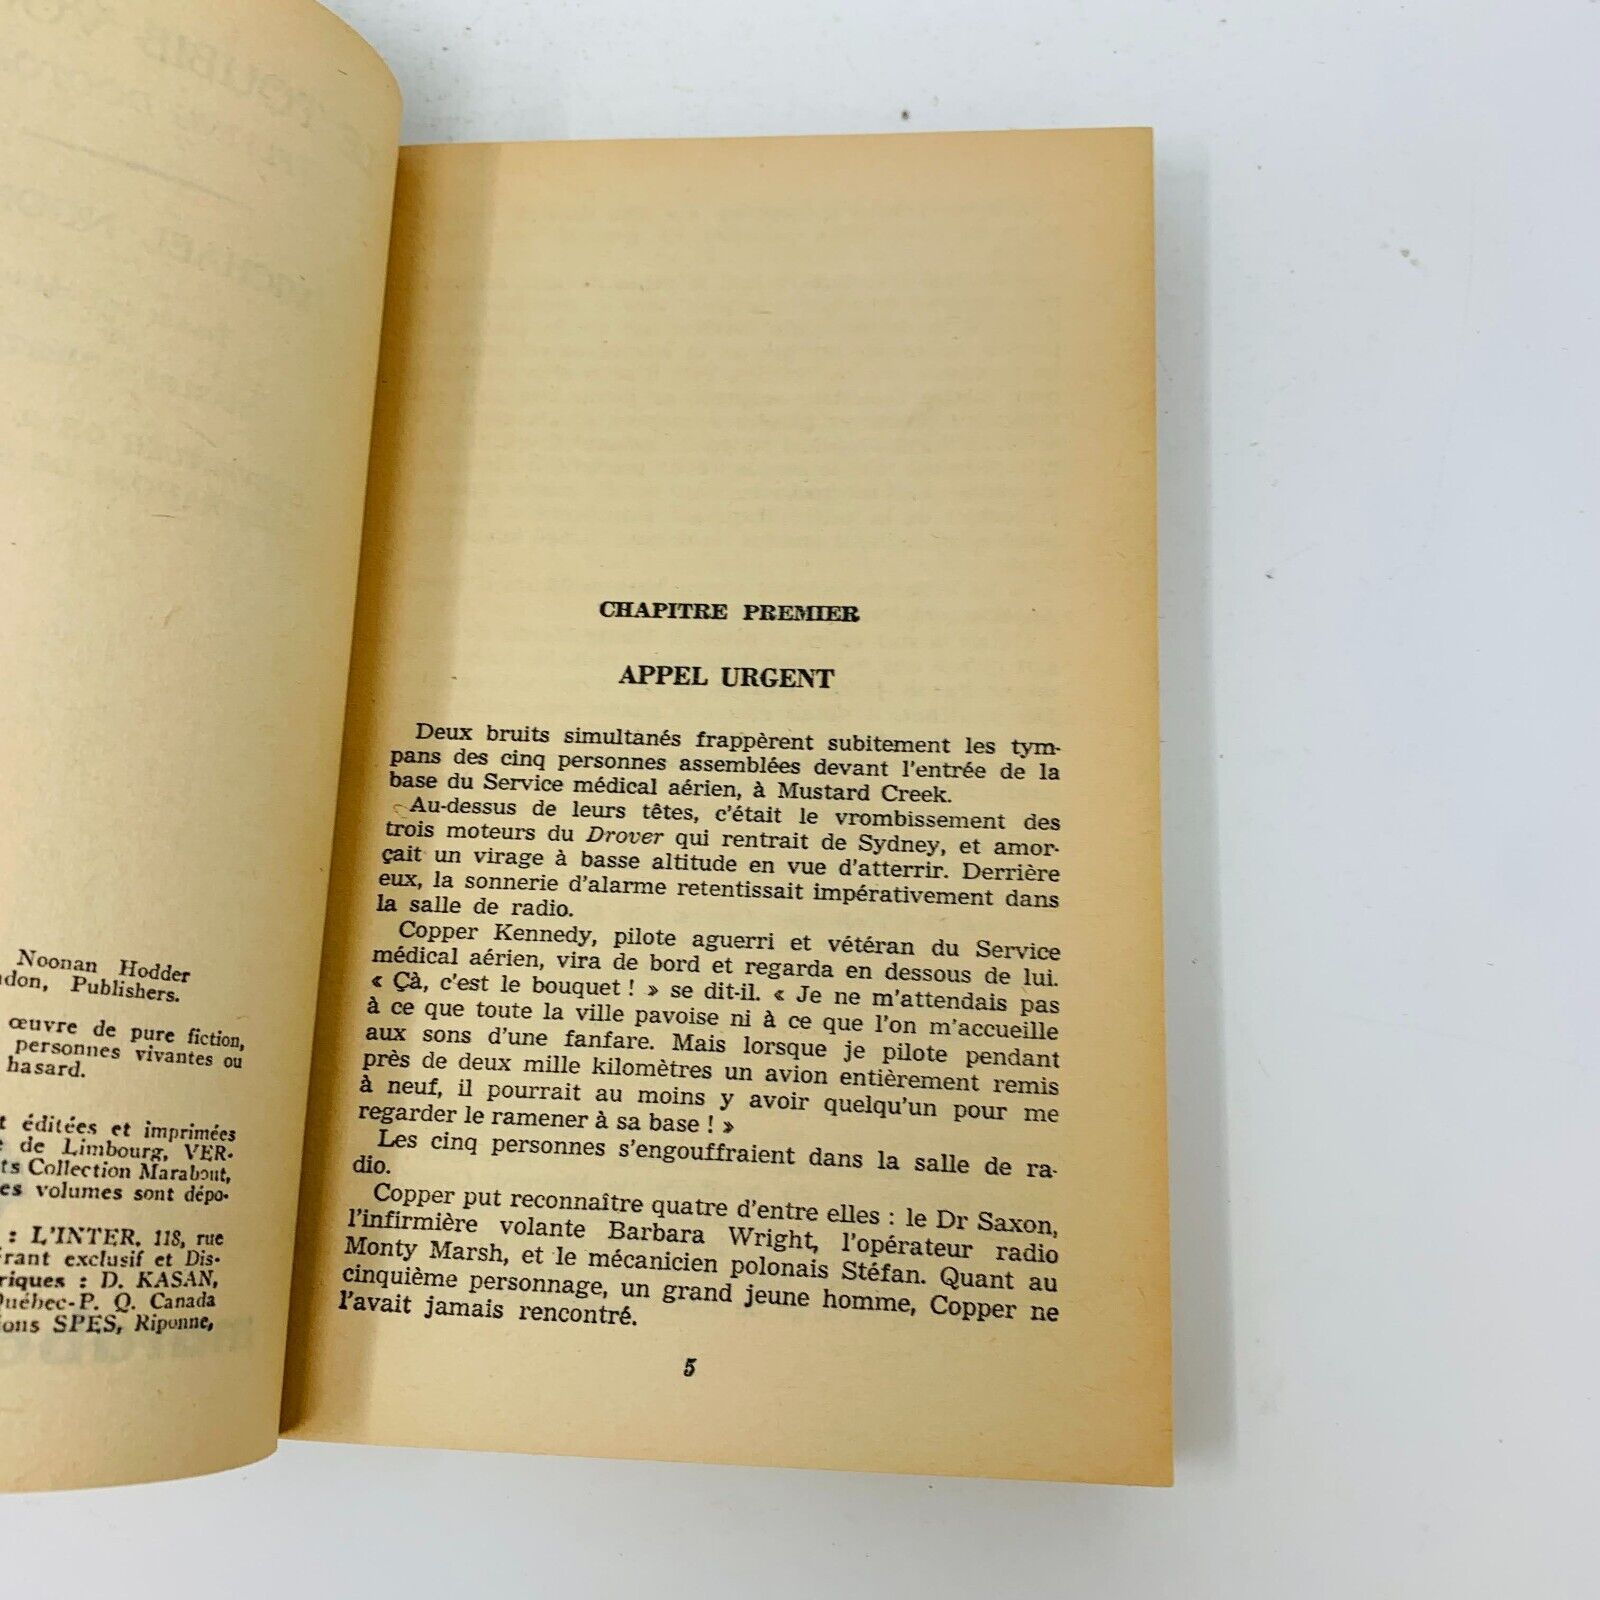 Noonan Hodder
don, Publishers.
œuvre de pure fiction,
personnes vivantes ou
hasard.
t éditées et imprimées
e de Limbourg, VER-
ts Collection Marabout,
es volumes sont dépo-
: L'INTER, 118, rue
érant exclusif et Dis-
riques : D. KASAN,
Québec-P. Q. Canada
ions SPES, Riponne,
CHAPITRE PREMIER
APPEL URGENT
Deux bruits simultanés frappèrent subitement les tym-
pans des cinq personnes assemblées devant l'entrée de la
base du Service médical aérien, à Mustard Creek.
Au-dessus de leurs têtes, c'était le vrombissement des
trois moteurs du Drover qui rentrait de Sydney, et amor-
çait un virage à basse altitude en vue d'atterrir. Derrière
eux, la sonnerie d'alarme retentissait impérativement dans
la salle de radio.
Copper Kennedy, pilote aguerri et vétéran du Service
médical aérien, vira de bord et regarda en dessous de lui.
« Çà, c'est le bouquet ! » se dit-il. « Je ne m'attendais pas
à ce que toute la ville pavoise ni à ce que l'on m'accueille
aux sons d'une fanfare. Mais lorsque je pilote pendant
près de deux mille kilomètres un avion entièrement remis
à neuf, il pourrait au moins y avoir quelqu'un pour me
regarder le ramener à sa base ! »
Les cinq personnes s'engouffraient dans la salle de ra-
dio.
Copper put reconnaître quatre d'entre elles : le Dr Saxon,
l'infirmière volante Barbara Wright, l'opérateur radio
Monty Marsh, et le mécanicien polonais Stéfan. Quant au
cinquième personnage, un grand jeune homme, Copper ne
l'avait jamais rencontré.
5